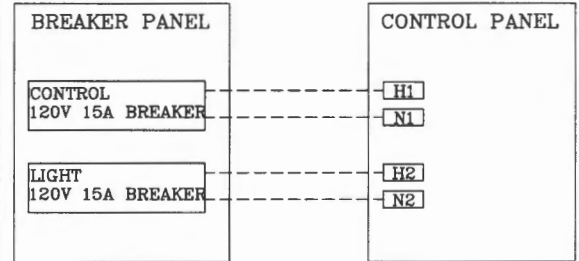 BREAKER PANEL
CONTROL PANEL
CONTROL
120V 15A BREAKER
H1
N1
LIGHT
120V 15A BREAKER
H2
N2